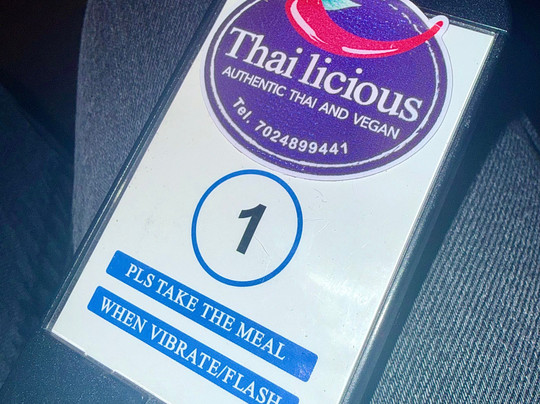 Thai licious
AUTHENTIC THAI AND VEGAN
Tel. 7024899441
1
PLS TAKE THE MEAL
WHEN VIBRATE/FLASH